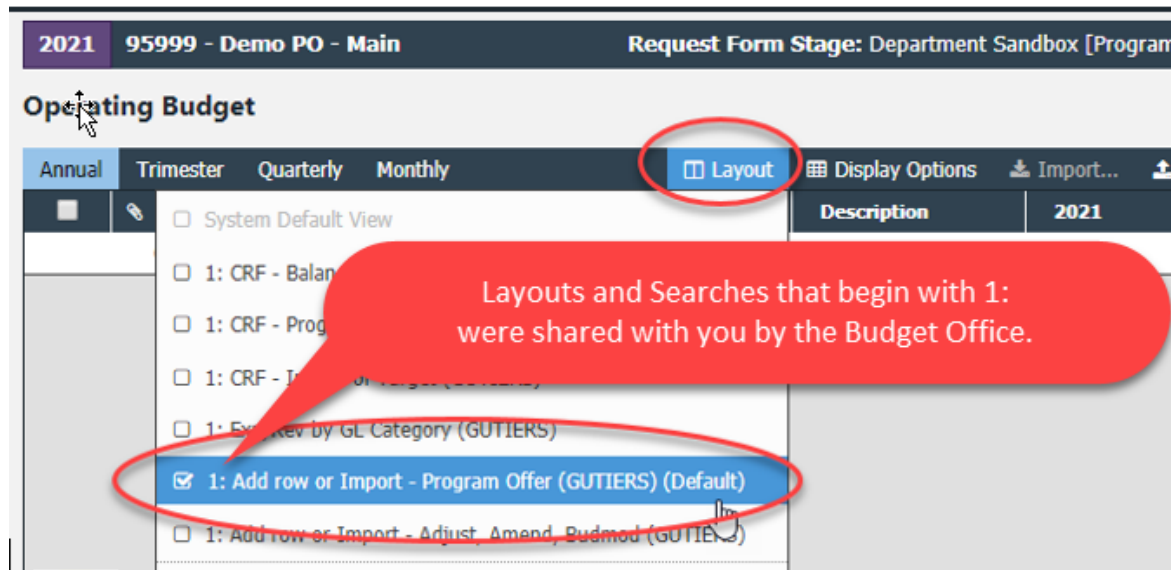 2021 95999 - Demo PO - Main Request Form Stage: Department Sandbox [Program
Operating Budget
Annual Trimester Quarterly Monthly Layout Display Options Import...
System Default View Description 2021
1: CRF - Balan
1: CRF - Prog
Layouts and Searches that begin with 1:
were shared with you by the Budget Office.
1: CRF - I (GUTIERS)
1: Exp/Rev by GL Category (GUTIERS)
1: Add row or Import - Program Offer (GUTIERS) (Default)
1: Add row or Import - Adjust, Amend, Budmod (GUTIERS)